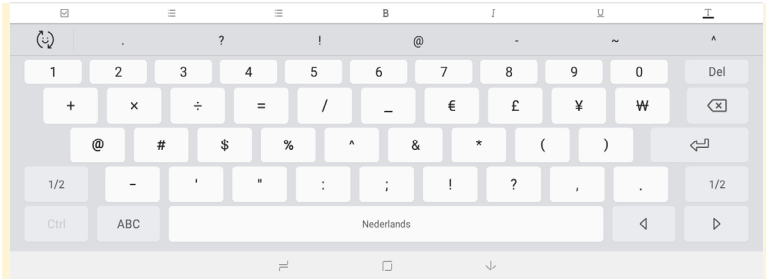 B I U T
. ? ! @ - ~ ^
1 2 3 4 5 6 7 8 9 0 Del
+ × ÷ = / _ € £ ¥ ₩
@ # $ % ^ & * ( )
1/2 - ' " : ; ! ? , . 1/2
Ctrl ABC Nederlands